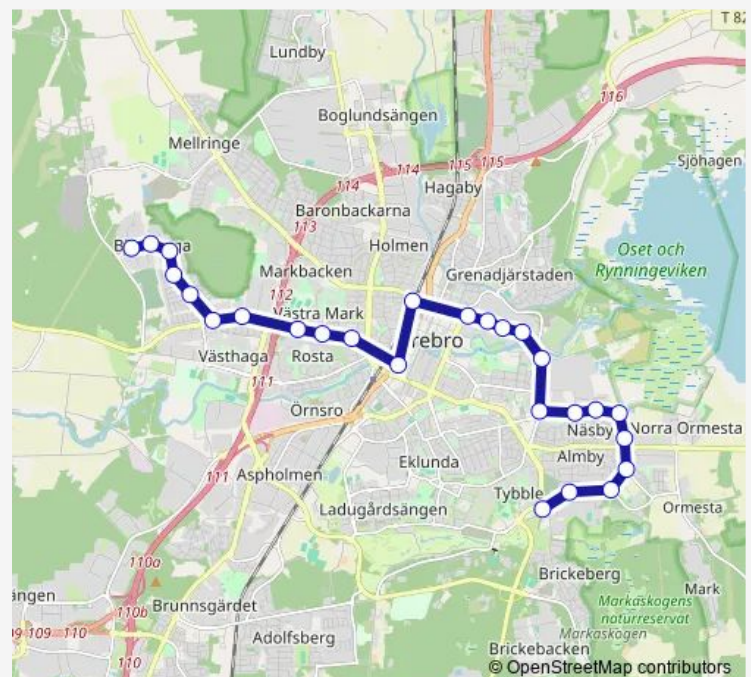 T 82
Lundby
Boglundsängen
116
Mellringe
Sjöhagen
114
115
115
114
Hagaby
Baronbackarna
113
Holmen
Oset och
Rynningeviken
Markbacken
Grenadjärstaden
112
Västra Mark
rebro
Västhaga
Rosta
111
Örnsro
Näsby
Norra Ormesta
111
Aspholmen
Eklunda
Almby
Tybble
Ladugårdsängen
Ormesta
110a
Brickeberg
ängen
110b
Brunnsgärdet
Markaskogens
naturreservat
Mark
09
109
110
110
Adolfsberg
Markaskogen
Brickebacken
© OpenStreetMap contributors